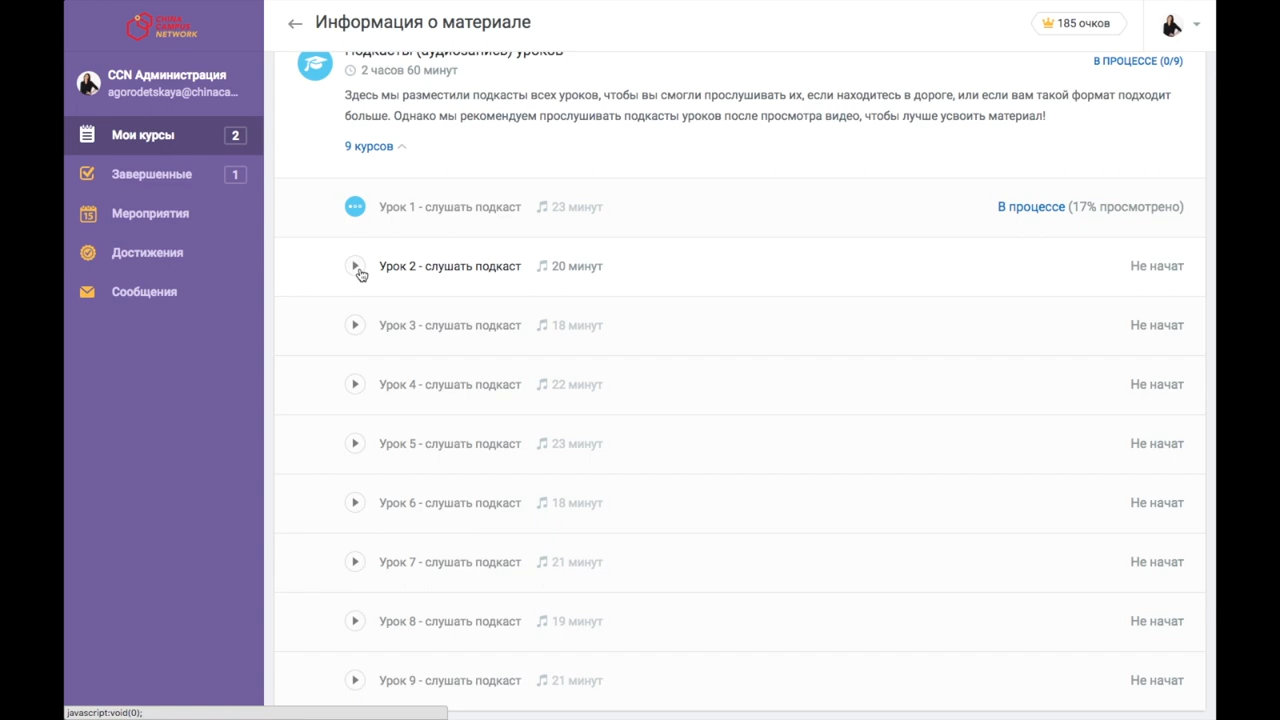 CHINA
CAMPUS
NETWORK
Информация о материале
185 очков
CCN Администрация
agorodetskaya@chinaca...
Мои курсы 2
Завершенные 1
15 Мероприятия
Достижения
Сообщения
Подкасты (аудиозапись) уроков
2 часов 60 минут
В ПРОЦЕССЕ (0/9)
Здесь мы разместили подкасты всех уроков, чтобы вы смогли прослушивать их, если находитесь в дороге, или если вам такой формат подходит
больше. Однако мы рекомендуем прослушивать подкасты уроков после просмотра видео, чтобы лучше усвоить материал!
9 курсов
Урок 1 - слушать подкаст 23 минут В процессе (17% просмотрено)
Урок 2 - слушать подкаст 20 минут Не начат
Урок 3 - слушать подкаст 18 минут Не начат
Урок 4 - слушать подкаст 22 минут Не начат
Урок 5 - слушать подкаст 23 минут Не начат
Урок 6 - слушать подкаст 18 минут Не начат
Урок 7 - слушать подкаст 21 минут Не начат
Урок 8 - слушать подкаст 19 минут Не начат
Урок 9 - слушать подкаст 21 минут Не начат
javascript:void(0);